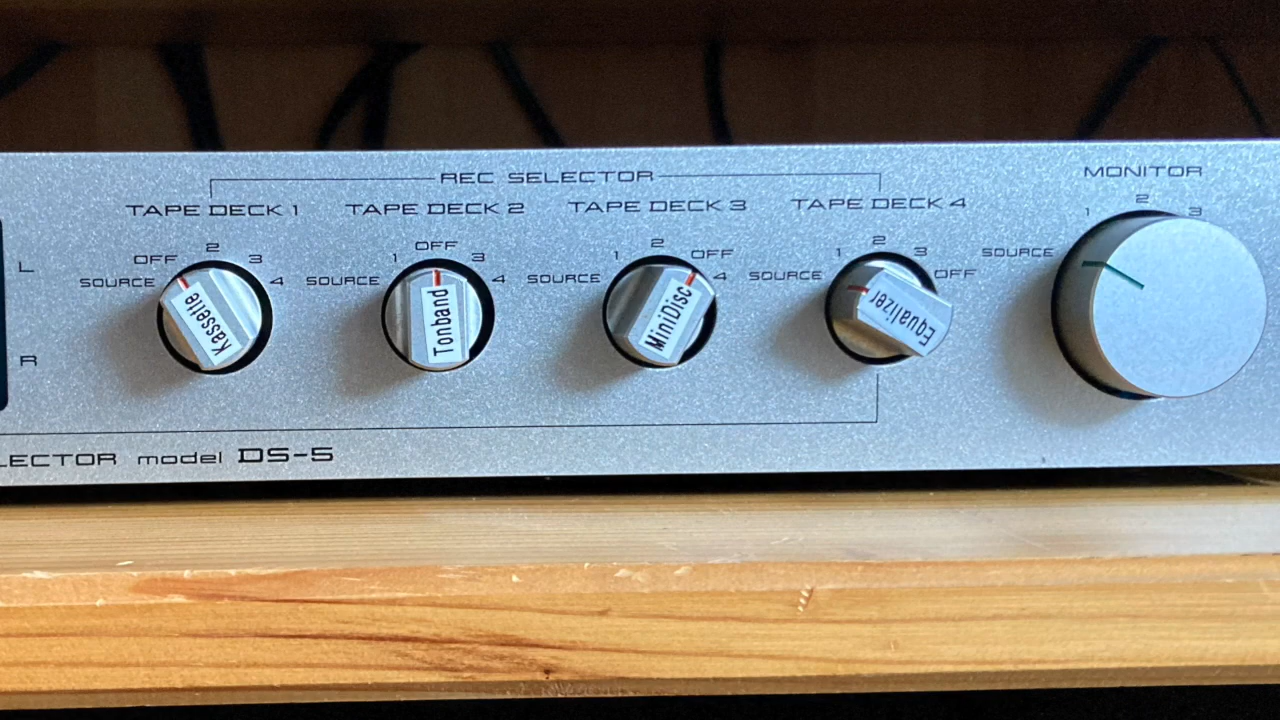 REC SELECTOR
MONITOR
TAPE DECK 1 TAPE DECK 2 TAPE DECK 3 TAPE DECK 4
SOURCE OFF 2 3 4
SOURCE 1 OFF 3 4
SOURCE 1 2 OFF 4
SOURCE 1 2 3 OFF
SOURCE 1 2 3
L
R
Kassette
Tonband
MiniDisc
Equalizer
LECTOR model DS-5